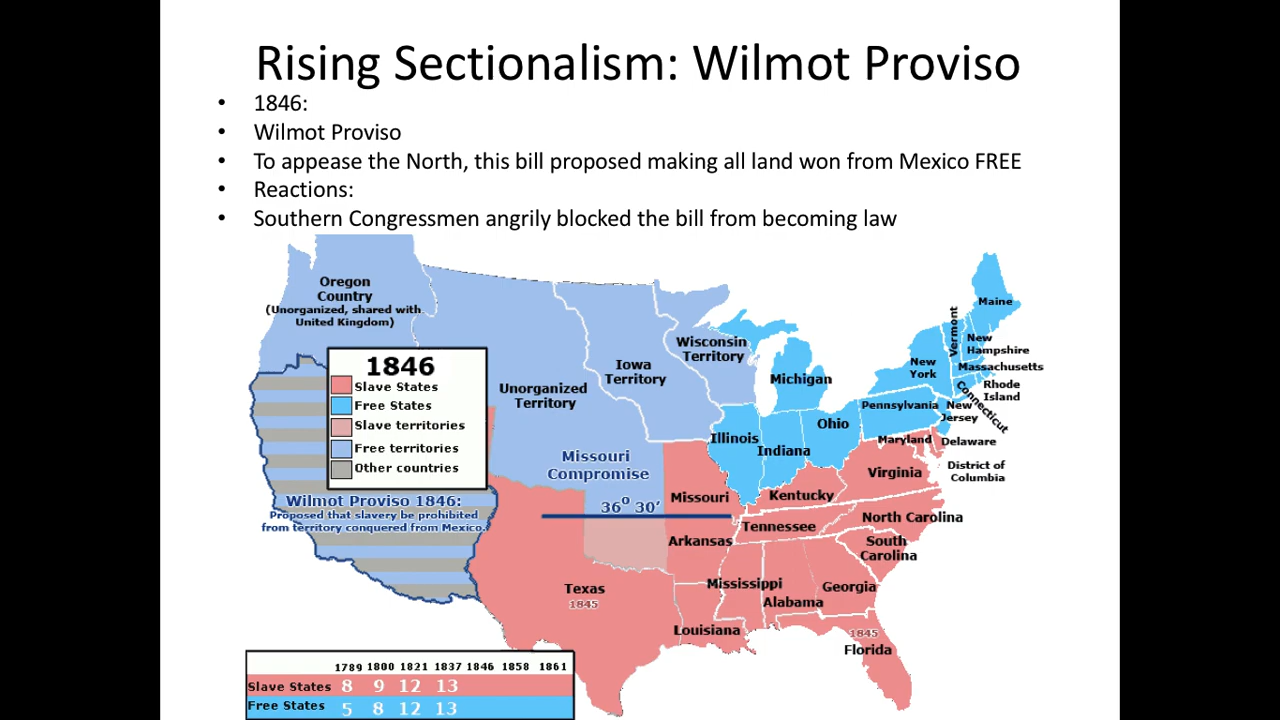 Rising Sectionalism: Wilmot Proviso
• 1846:
• Wilmot Proviso
• To appease the North, this bill proposed making all land won from Mexico FREE
• Reactions:
• Southern Congressmen angrily blocked the bill from becoming law
Oregon
Country
(Unorganized, shared with
United Kingdom)
1846
Slave States
Free States
Slave territories
Free territories
Other countries
Wilmot Proviso 1846:
Proposed that slavery be prohibited
from territory conquered from Mexico.
Unorganized
Territory
Iowa
Territory
Wisconsin
Territory
Missouri
Compromise
36° 30'
Michigan
Illinois
Indiana
Ohio
Pennsylvania
New
York
Vermont
Maine
New
Hampshire
Massachusetts
Rhode
Island
Connecticut
New
Jersey
Maryland
Delaware
District of
Columbia
Virginia
Missouri
Kentucky
North Carolina
Tennessee
Arkansas
South
Carolina
Mississippi
Georgia
Alabama
Texas
1845
Louisiana
1845
Florida
1789 1800 1821 1837 1846 1858 1861
Slave States 8 9 12 13
Free States 5 8 12 13